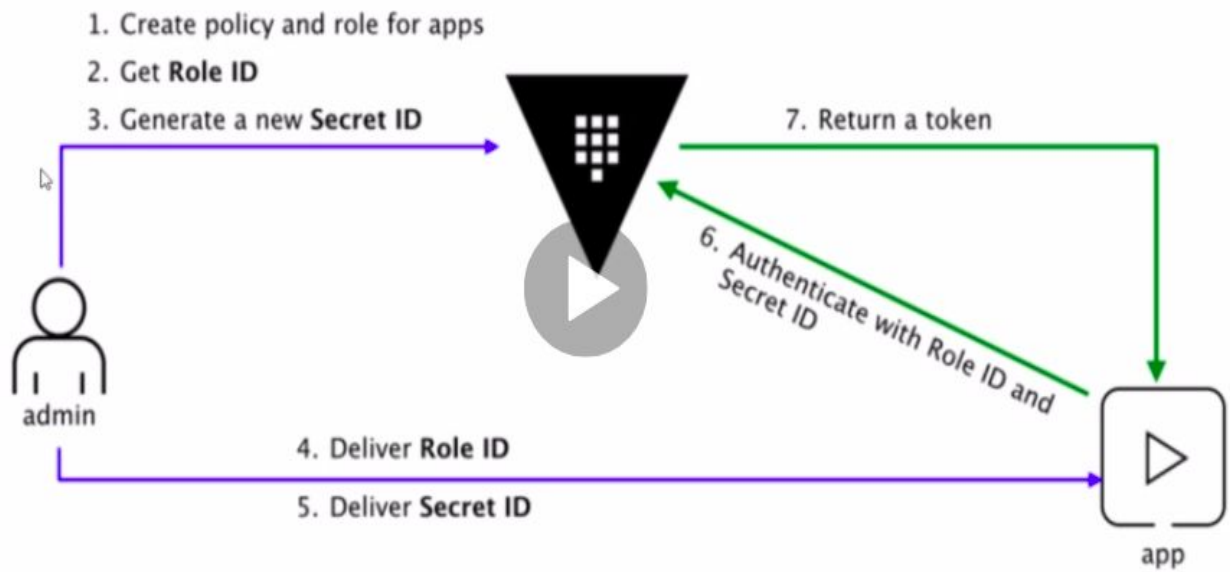 1. Create policy and role for apps
2. Get Role ID
3. Generate a new Secret ID
7. Return a token
6. Authenticate with Role ID and
Secret ID
admin
4. Deliver Role ID
5. Deliver Secret ID
app